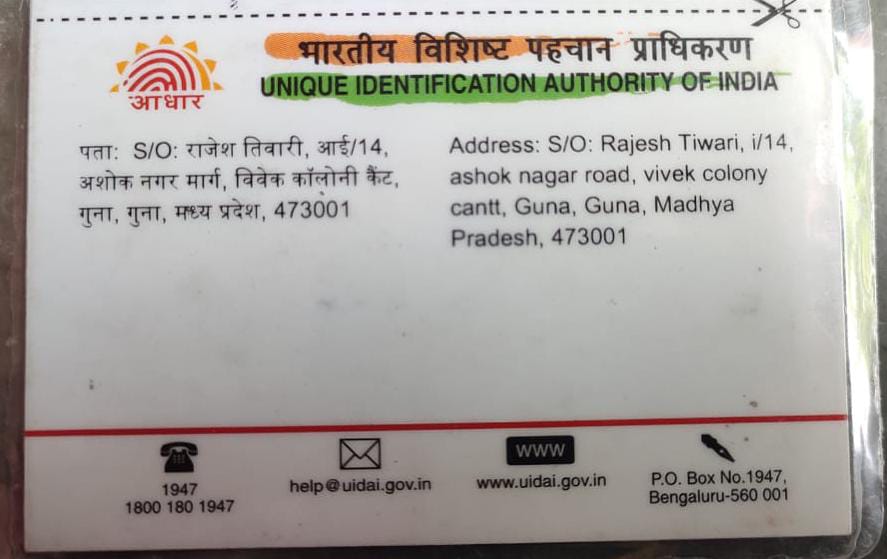 भारतीय विशिष्ट पहचान प्राधिकरण
UNIQUE IDENTIFICATION AUTHORITY OF INDIA
आधार
पता: S/O: राजेश तिवारी, आई/14,
अशोक नगर मार्ग, विवेक कॉलोनी कैंट,
गुना, गुना, मध्य प्रदेश, 473001
Address: S/O: Rajesh Tiwari, i/14,
ashok nagar road, vivek colony
cantt, Guna, Guna, Madhya
Pradesh, 473001
1947
1800 180 1947
help@uidai.gov.in
www
www.uidai.gov.in
P.O. Box No.1947,
Bengaluru-560 001